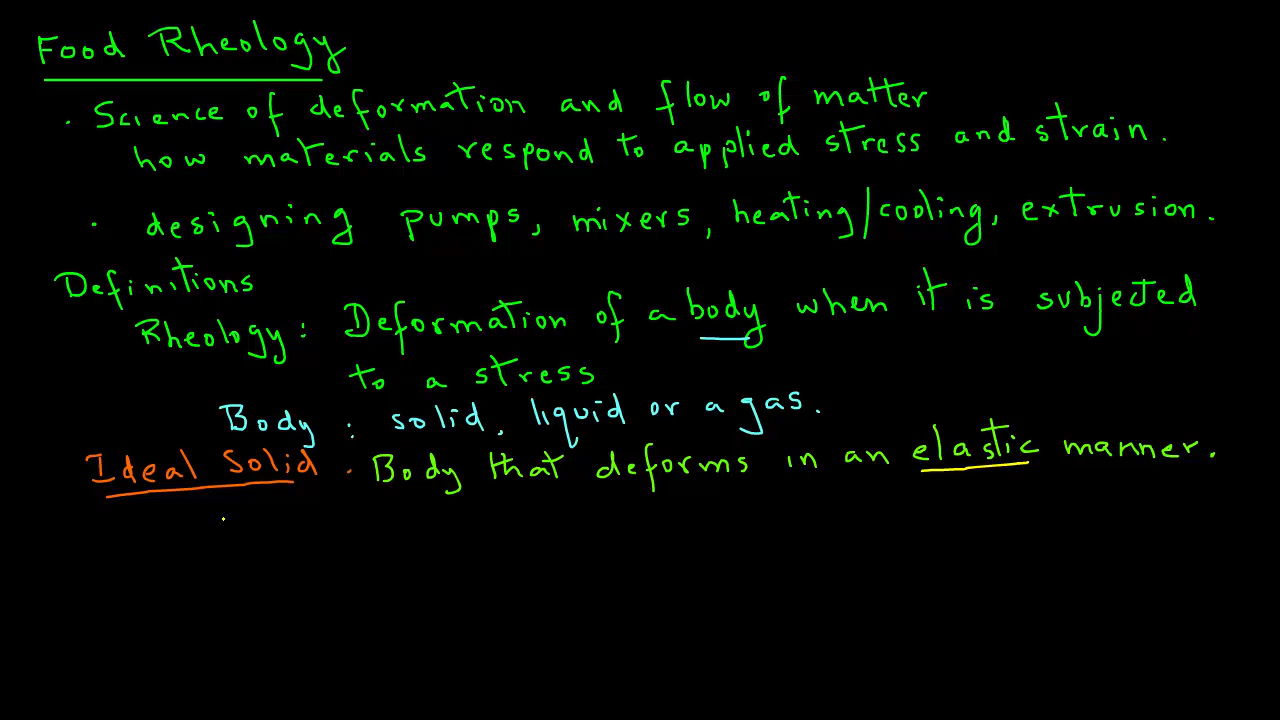 Food Rheology
· Science of deformation and flow of matter
how materials respond to applied stress and strain.
· designing pumps, mixers, heating/cooling, extrusion.
Definitions
Rheology: Deformation of a body when it is subjected
to a stress
Body : solid, liquid or a gas.
Ideal Solid . Body that deforms in an elastic manner.